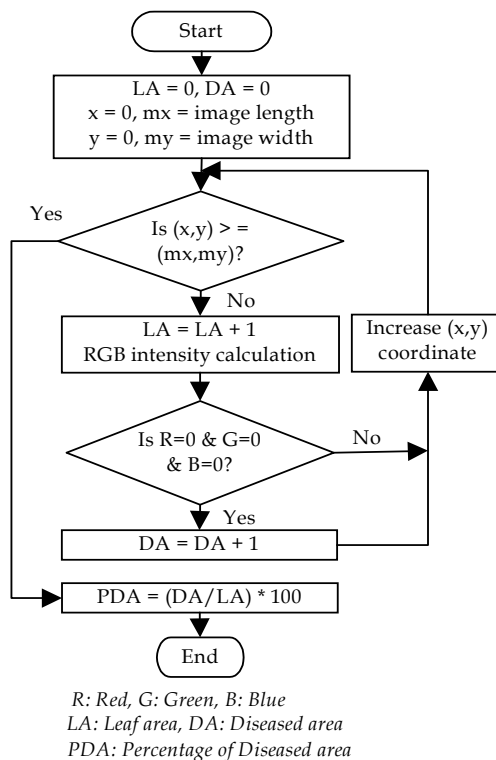 Start
LA = 0, DA = 0
x = 0, mx = image length
y = 0, my = image width
Yes
Is (x,y) > =
(mx,my)?
No
LA = LA + 1
RGB intensity calculation
Increase (x,y)
coordinate
Is R=0 & G=0
& B=0?
No
Yes
DA = DA + 1
PDA = (DA/LA) * 100
End
R: Red, G: Green, B: Blue
LA: Leaf area, DA: Diseased area
PDA: Percentage of Diseased area